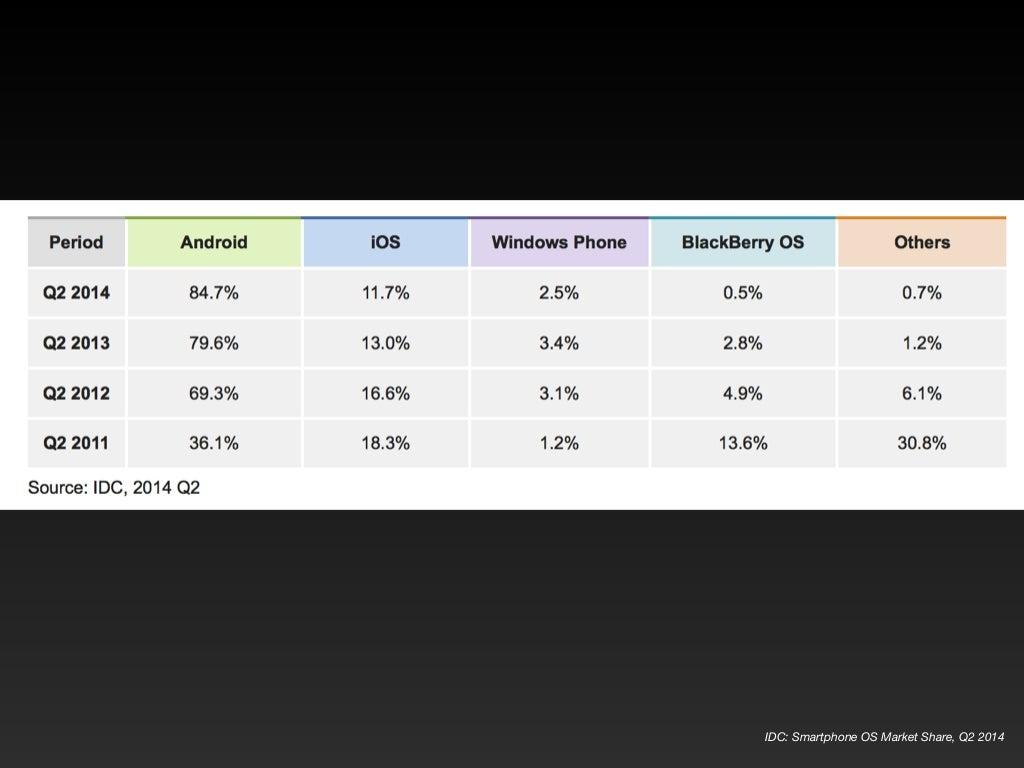 Period Android iOS Windows Phone BlackBerry OS Others
Q2 2014 84.7% 11.7% 2.5% 0.5% 0.7%
Q2 2013 79.6% 13.0% 3.4% 2.8% 1.2%
Q2 2012 69.3% 16.6% 3.1% 4.9% 6.1%
Q2 2011 36.1% 18.3% 1.2% 13.6% 30.8%
Source: IDC, 2014 Q2
IDC: Smartphone OS Market Share, Q2 2014